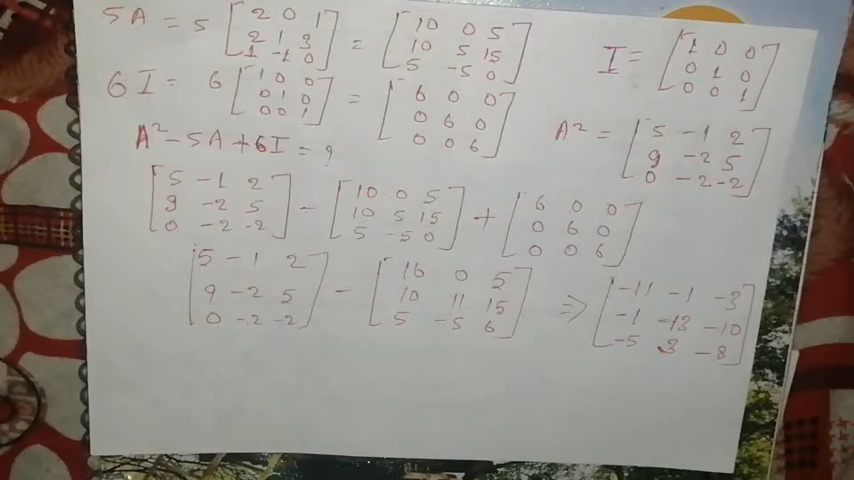 5A = 5 [2 0 1; 2 1 3; 1 -1 0] = [10 0 5; 10 5 15; 5 -5 0]
I = [1 0 0; 0 1 0; 0 0 1]
6I = 6 [1 0 0; 0 1 0; 0 0 1] = [6 0 0; 0 6 0; 0 0 6]
A² - 5A + 6I = ?
A² = [5 -1 2; 9 -2 5; 0 -2 -2]
[5 -1 2; 9 -2 5; 0 -2 -2] - [10 0 5; 10 5 15; 5 -5 0] + [6 0 0; 0 6 0; 0 0 6]
[5 -1 2; 9 -2 5; 0 -2 -2] - [16 0 5; 10 11 15; 5 -5 6] ⇒ [-11 -1 -3; -1 -13 -10; -5 3 -8]